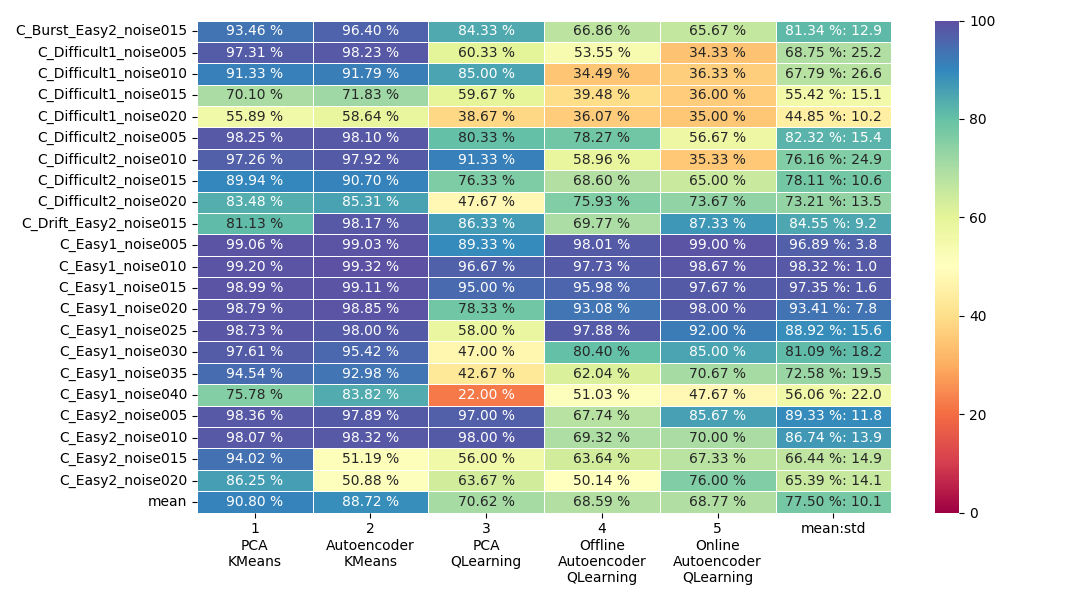 C_Burst_Easy2_noise015 93.46 % 96.40 % 84.33 % 66.86 % 65.67 % 81.34 %: 12.9
C_Difficult1_noise005 97.31 % 98.23 % 60.33 % 53.55 % 34.33 % 68.75 %: 25.2
C_Difficult1_noise010 91.33 % 91.79 % 85.00 % 34.49 % 36.33 % 67.79 %: 26.6
C_Difficult1_noise015 70.10 % 71.83 % 59.67 % 39.48 % 36.00 % 55.42 %: 15.1
C_Difficult1_noise020 55.89 % 58.64 % 38.67 % 36.07 % 35.00 % 44.85 %: 10.2
C_Difficult2_noise005 98.25 % 98.10 % 80.33 % 78.27 % 56.67 % 82.32 %: 15.4
C_Difficult2_noise010 97.26 % 97.92 % 91.33 % 58.96 % 35.33 % 76.16 %: 24.9
C_Difficult2_noise015 89.94 % 90.70 % 76.33 % 68.60 % 65.00 % 78.11 %: 10.6
C_Difficult2_noise020 83.48 % 85.31 % 47.67 % 75.93 % 73.67 % 73.21 %: 13.5
C_Drift_Easy2_noise015 81.13 % 98.17 % 86.33 % 69.77 % 87.33 % 84.55 %: 9.2
C_Easy1_noise005 99.06 % 99.03 % 89.33 % 98.01 % 99.00 % 96.89 %: 3.8
C_Easy1_noise010 99.20 % 99.32 % 96.67 % 97.73 % 98.67 % 98.32 %: 1.0
C_Easy1_noise015 98.99 % 99.11 % 95.00 % 95.98 % 97.67 % 97.35 %: 1.6
C_Easy1_noise020 98.79 % 98.85 % 78.33 % 93.08 % 98.00 % 93.41 %: 7.8
C_Easy1_noise025 98.73 % 98.00 % 58.00 % 97.88 % 92.00 % 88.92 %: 15.6
C_Easy1_noise030 97.61 % 95.42 % 47.00 % 80.40 % 85.00 % 81.09 %: 18.2
C_Easy1_noise035 94.54 % 92.98 % 42.67 % 62.04 % 70.67 % 72.58 %: 19.5
C_Easy1_noise040 75.78 % 83.82 % 22.00 % 51.03 % 47.67 % 56.06 %: 22.0
C_Easy2_noise005 98.36 % 97.89 % 97.00 % 67.74 % 85.67 % 89.33 %: 11.8
C_Easy2_noise010 98.07 % 98.32 % 98.00 % 69.32 % 70.00 % 86.74 %: 13.9
C_Easy2_noise015 94.02 % 51.19 % 56.00 % 63.64 % 67.33 % 66.44 %: 14.9
C_Easy2_noise020 86.25 % 50.88 % 63.67 % 50.14 % 76.00 % 65.39 %: 14.1
mean 90.80 % 88.72 % 70.62 % 68.59 % 68.77 % 77.50 %: 10.1
1 2 3 4 5 mean:std
PCA Autoencoder PCA Offline Online
KMeans KMeans QLearning Autoencoder Autoencoder
QLearning QLearning
100
80
60
40
20
0